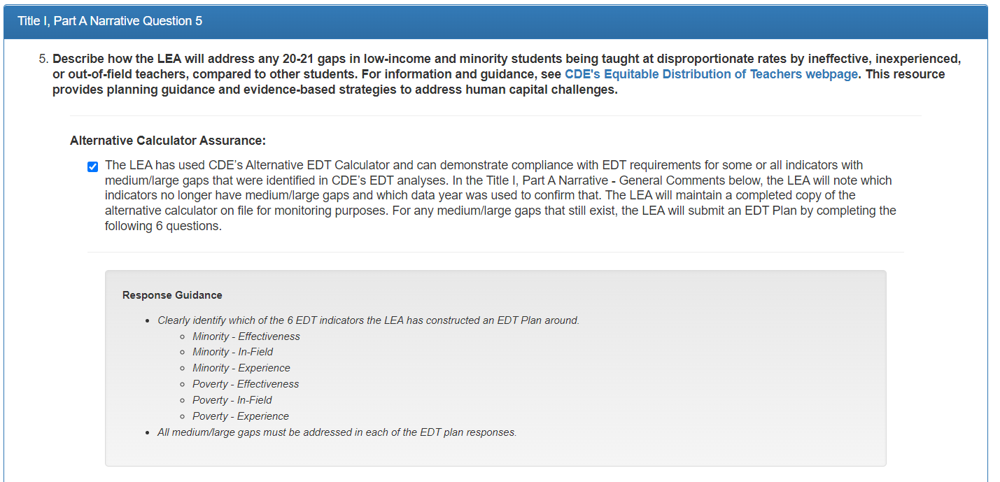 Title I, Part A Narrative Question 5
5. Describe how the LEA will address any 20-21 gaps in low-income and minority students being taught at disproportionate rates by ineffective, inexperienced,
or out-of-field teachers, compared to other students. For information and guidance, see CDE's Equitable Distribution of Teachers webpage. This resource
provides planning guidance and evidence-based strategies to address human capital challenges.
Alternative Calculator Assurance:
The LEA has used CDE's Alternative EDT Calculator and can demonstrate compliance with EDT requirements for some or all indicators with
medium/large gaps that were identified in CDE's EDT analyses. In the Title I, Part A Narrative - General Comments below, the LEA will note which
indicators no longer have medium/large gaps and which data year was used to confirm that. The LEA will maintain a completed copy of the
alternative calculator on file for monitoring purposes. For any medium/large gaps that still exist, the LEA will submit an EDT Plan by completing the
following 6 questions.
Response Guidance
• Clearly identify which of the 6 EDT indicators the LEA has constructed an EDT Plan around.
○ Minority - Effectiveness
○ Minority - In-Field
○ Minority - Experience
○ Poverty - Effectiveness
○ Poverty - In-Field
○ Poverty - Experience
• All medium/large gaps must be addressed in each of the EDT plan responses.